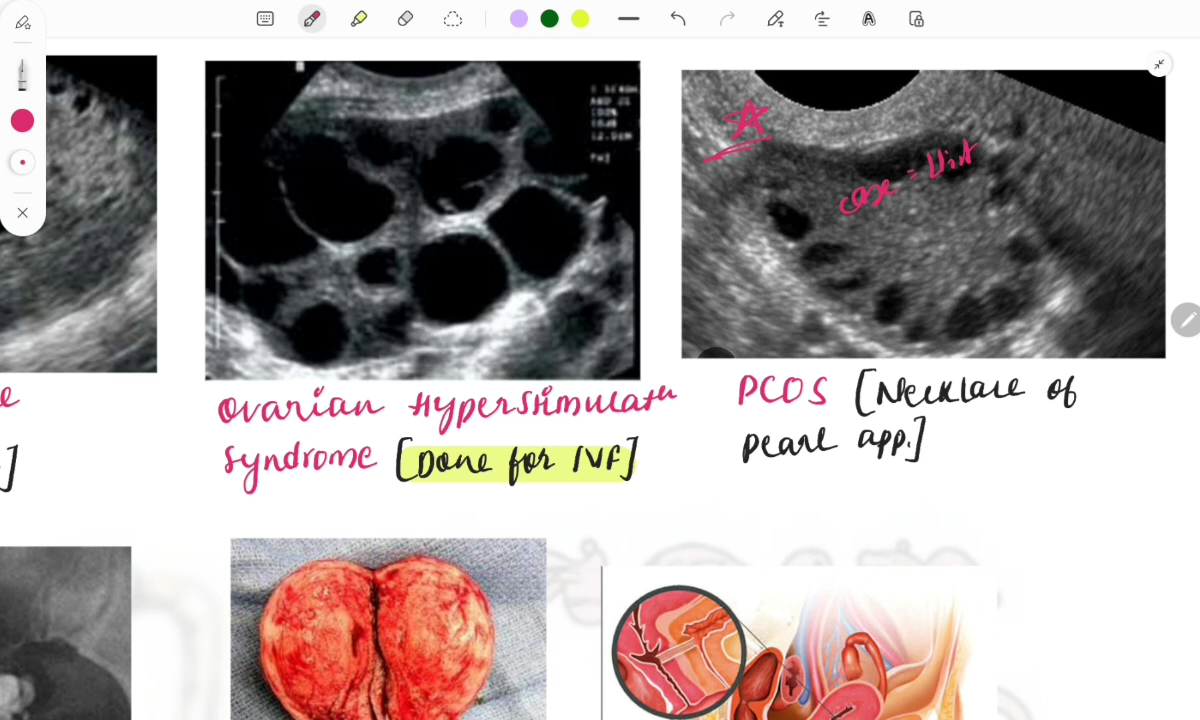 Ovarian Hyperstimulatn
Syndrome [Done for IVF]
PCOS [Necklace of
pearl app.]
e
]